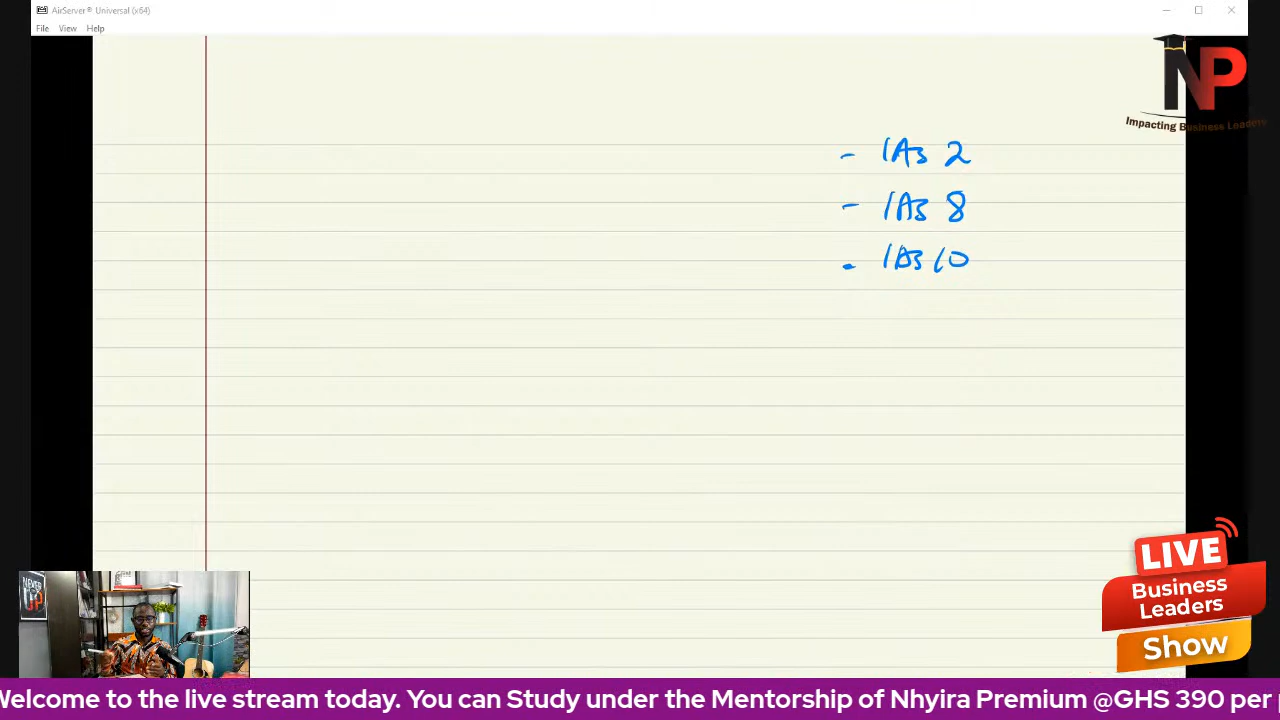 AirServer® Universal (x64)
File View Help
NP
Impacting Business Leaders
- IAS 2
- IAS 8
- IAS 10
NEVER
UP
LIVE
Business
Leaders
Show
Welcome to the live stream today. You can Study under the Mentorship of Nhyira Premium @GHS 390 per